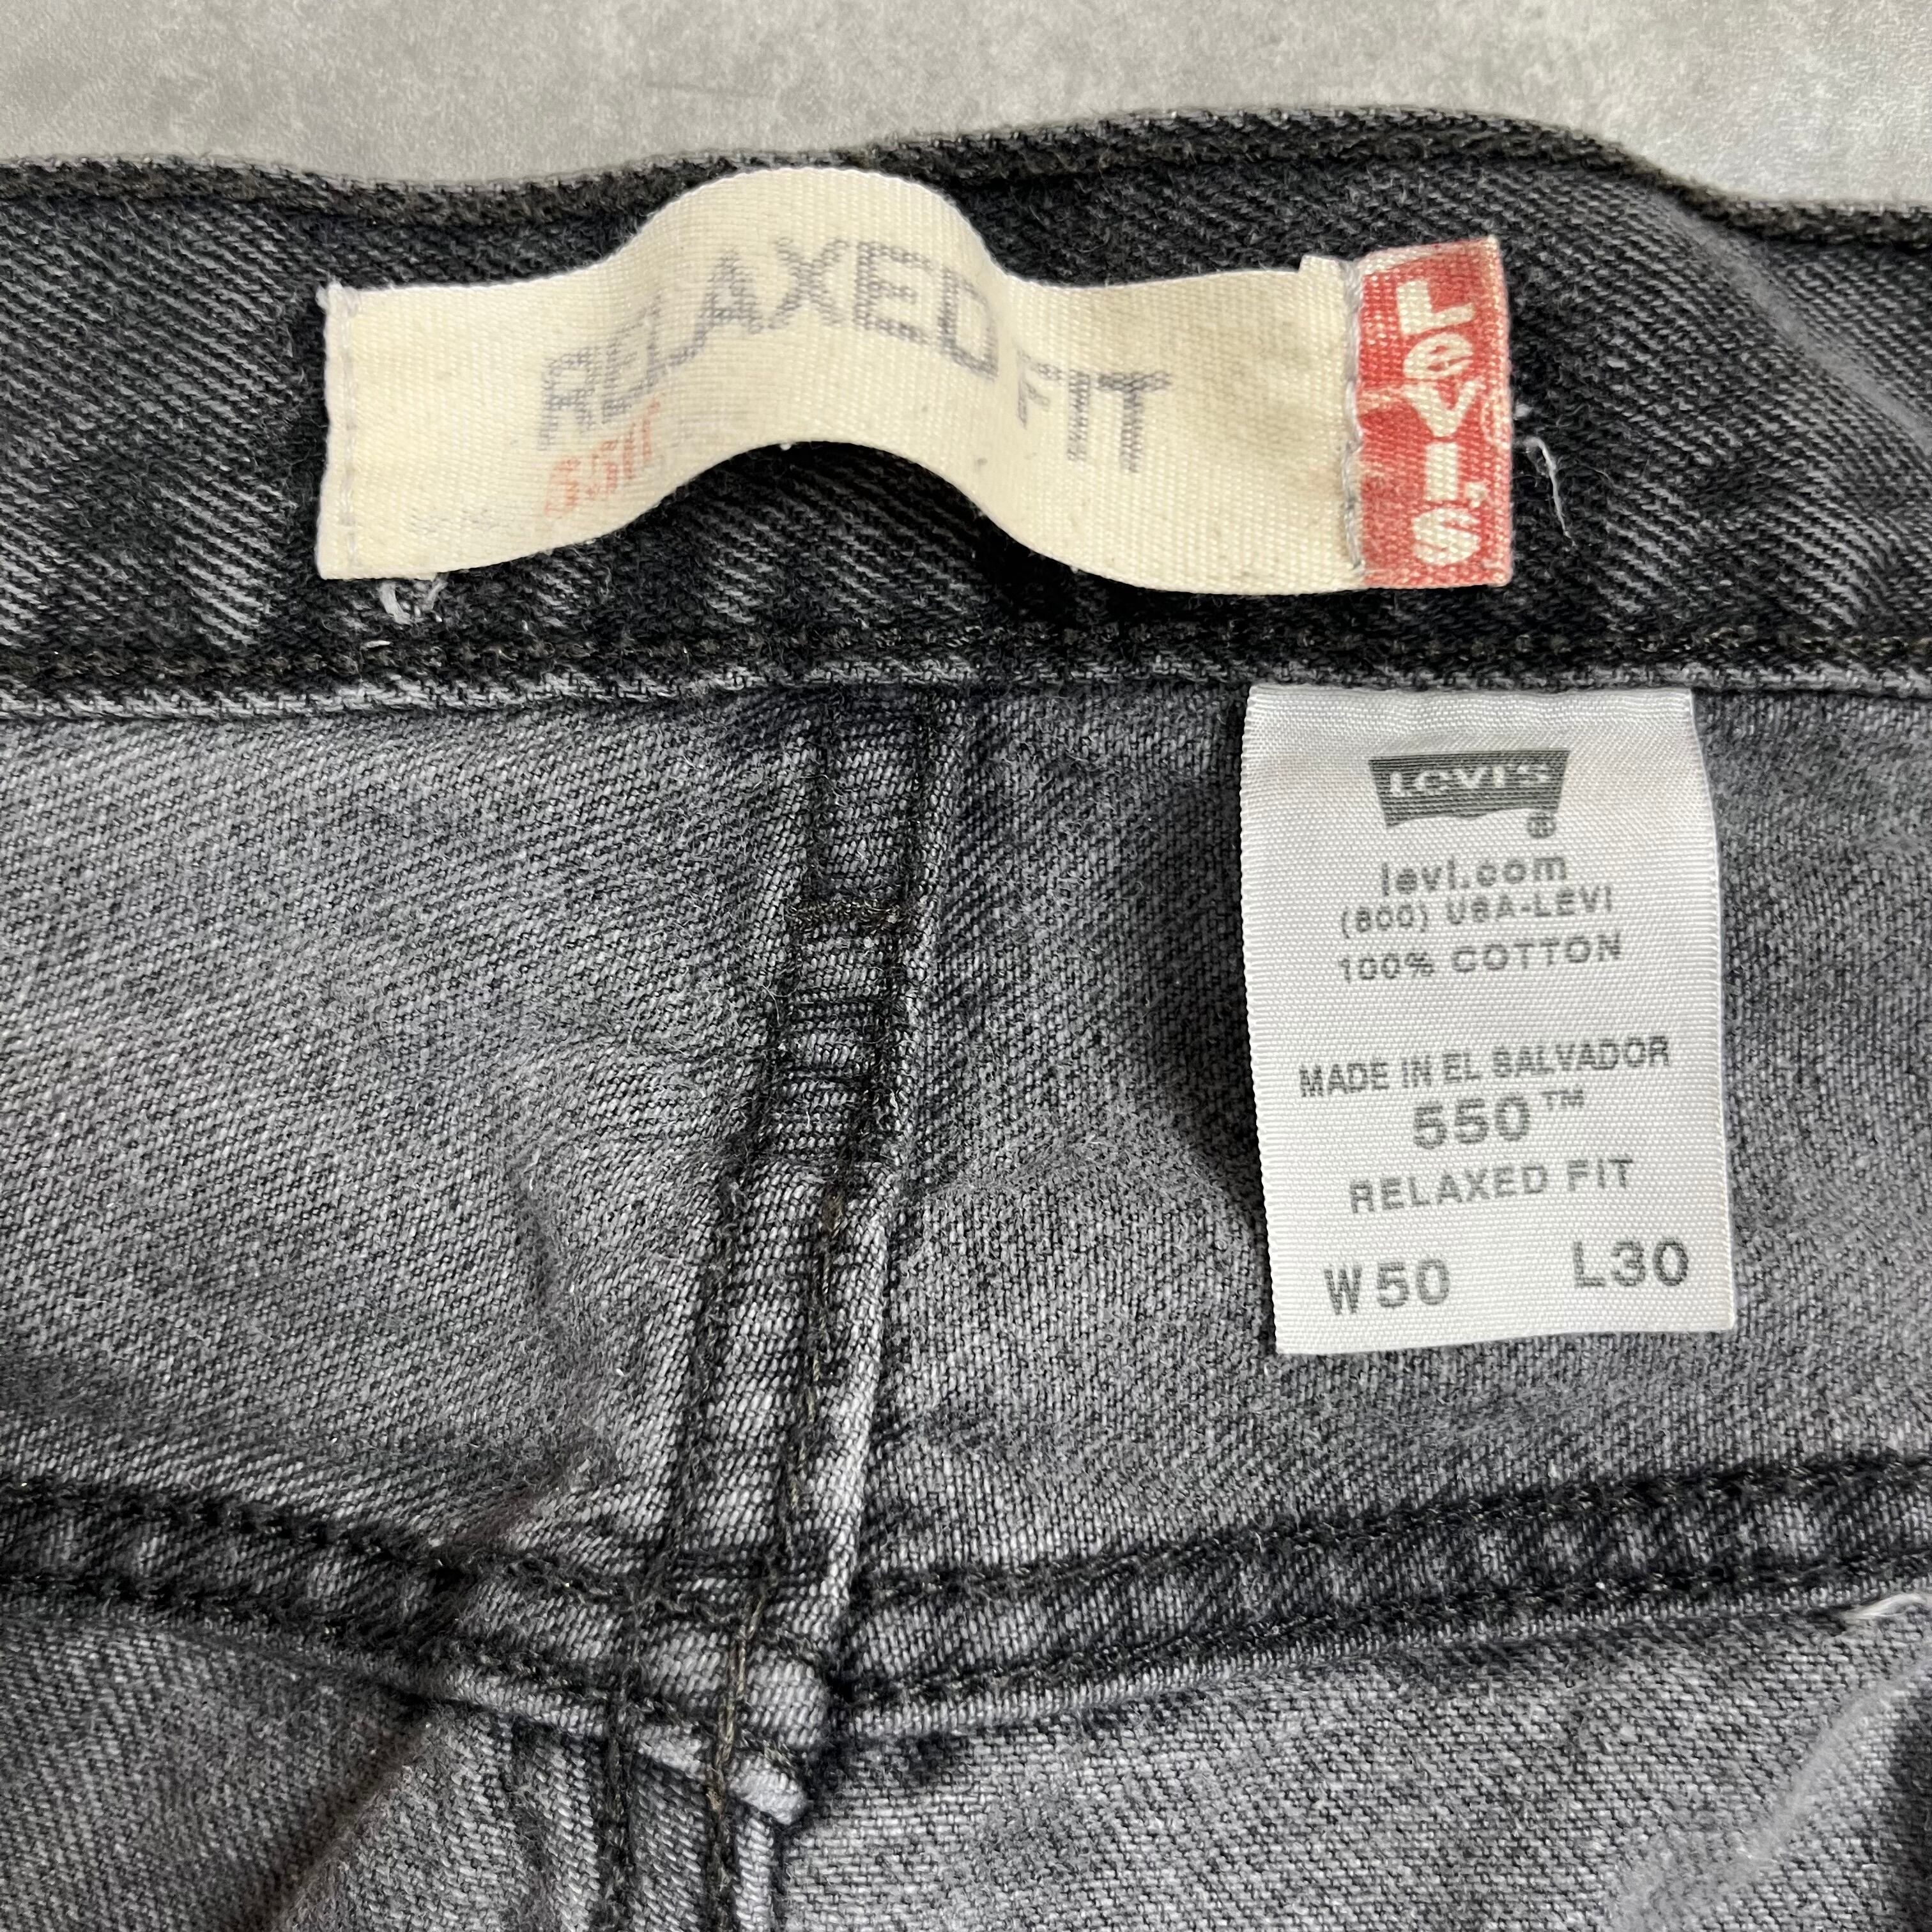 RELAXED FIT
Levi's
LEVI'S
®
levi.com
(800) USA-LEVI
100% COTTON
MADE IN EL SALVADOR
550™
RELAXED FIT
W50 L30